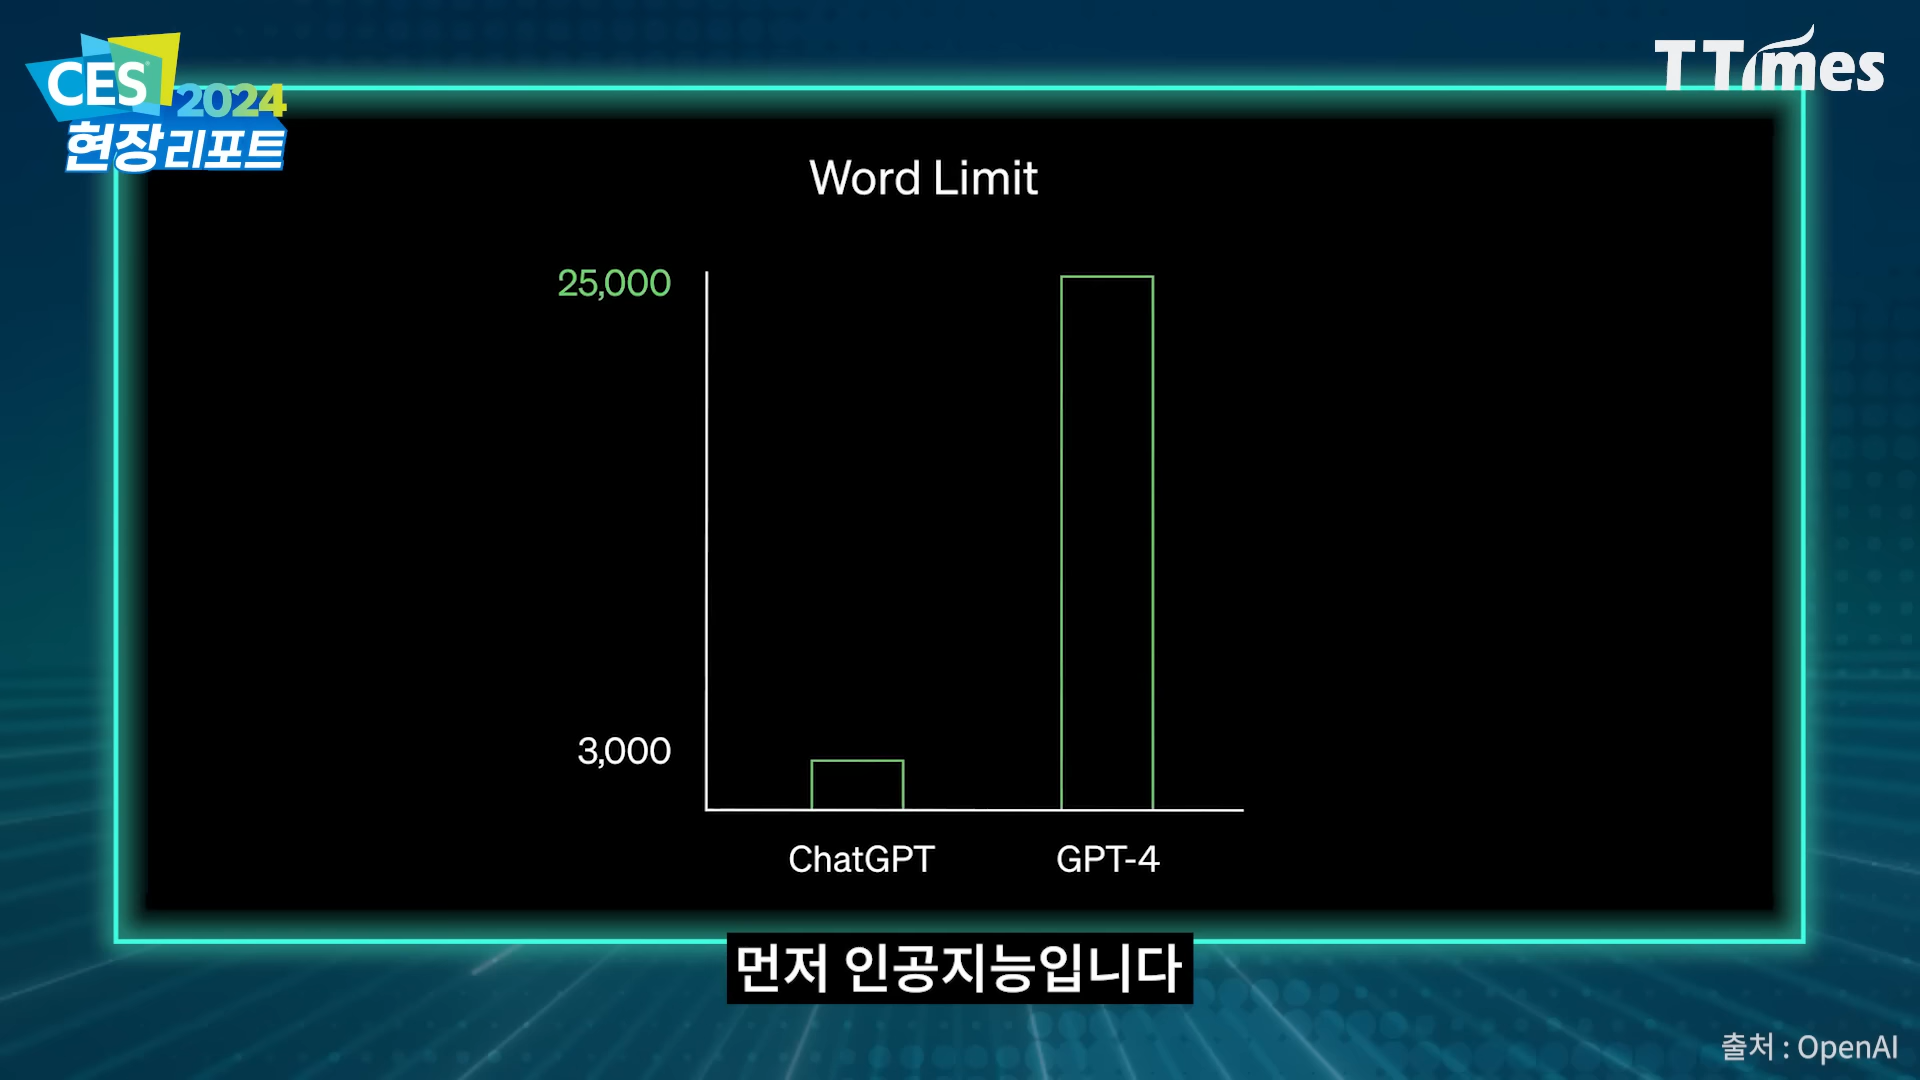 CES 2024
현장리포트
TTimes
Word Limit
25,000
3,000
ChatGPT GPT-4
먼저 인공지능입니다
출처 : OpenAI